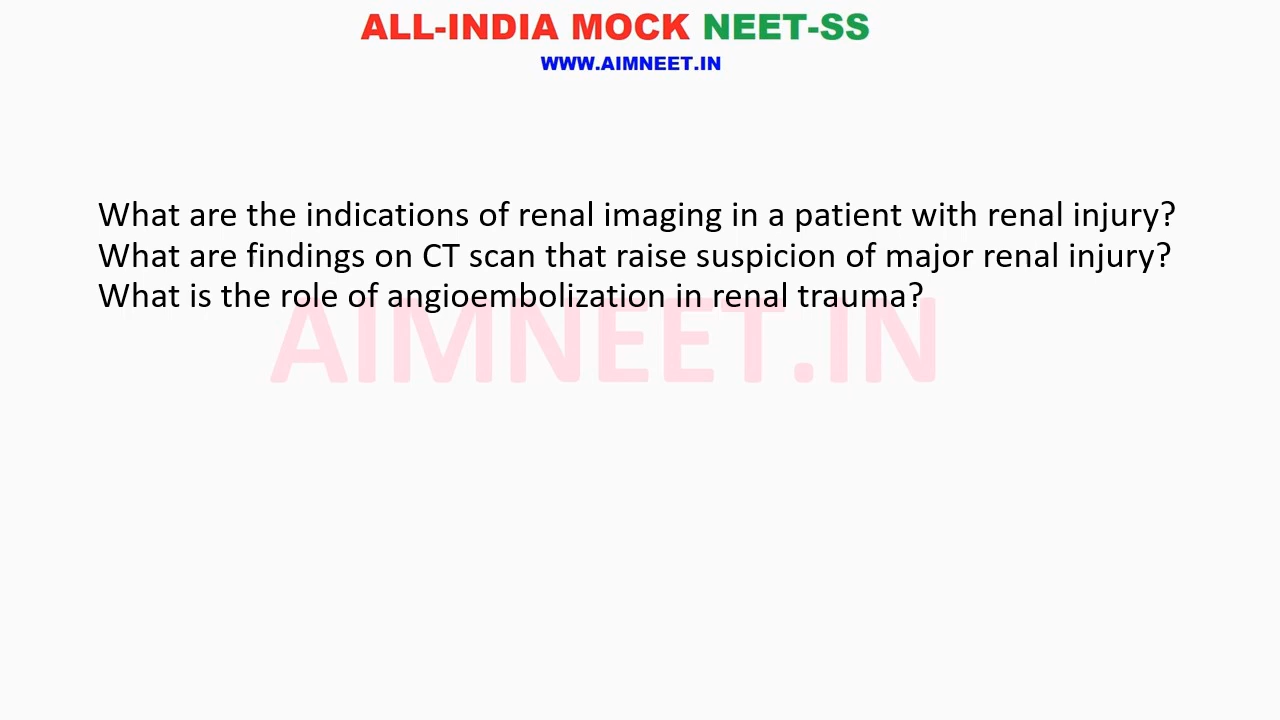 ALL-INDIA MOCK NEET-SS
WWW.AIMNEET.IN
What are the indications of renal imaging in a patient with renal injury?
What are findings on CT scan that raise suspicion of major renal injury?
What is the role of angioembolization in renal trauma?
AIMNEET.IN